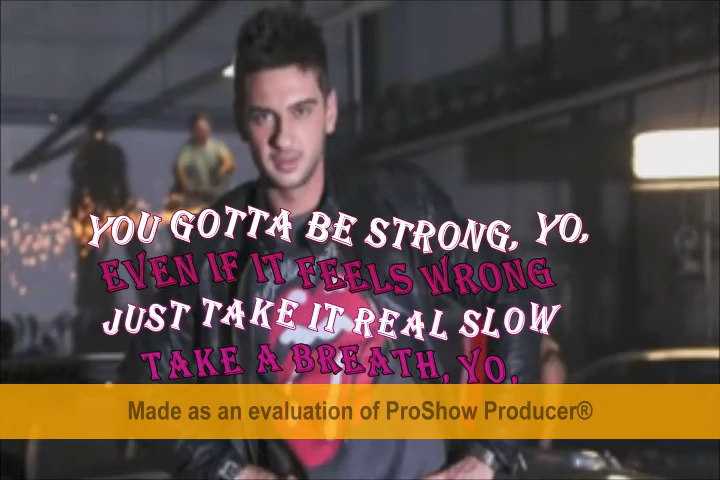 YOU GOTTA BE STRONG, YO,
EVEN IF IT FEELS WRONG
JUST TAKE IT REAL SLOW
TAKE A BREATH, YO,
Made as an evaluation of ProShow Producer®